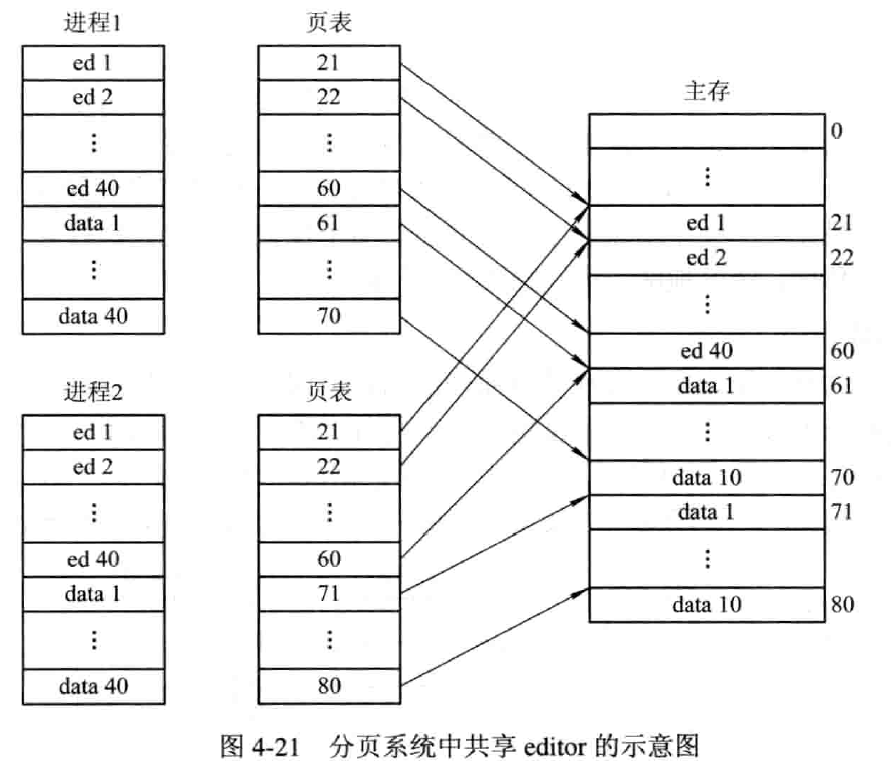 进程1
ed 1
ed 2
⋮
ed 40
data 1
⋮
data 40
页表
21
22
⋮
60
61
⋮
70
进程2
ed 1
ed 2
⋮
ed 40
data 1
⋮
data 40
页表
21
22
⋮
60
71
⋮
80
主存
0
⋮
ed 1 21
ed 2 22
⋮
ed 40 60
data 1 61
⋮
data 10 70
data 1 71
⋮
data 10 80
图 4-21 分页系统中共享 editor 的示意图